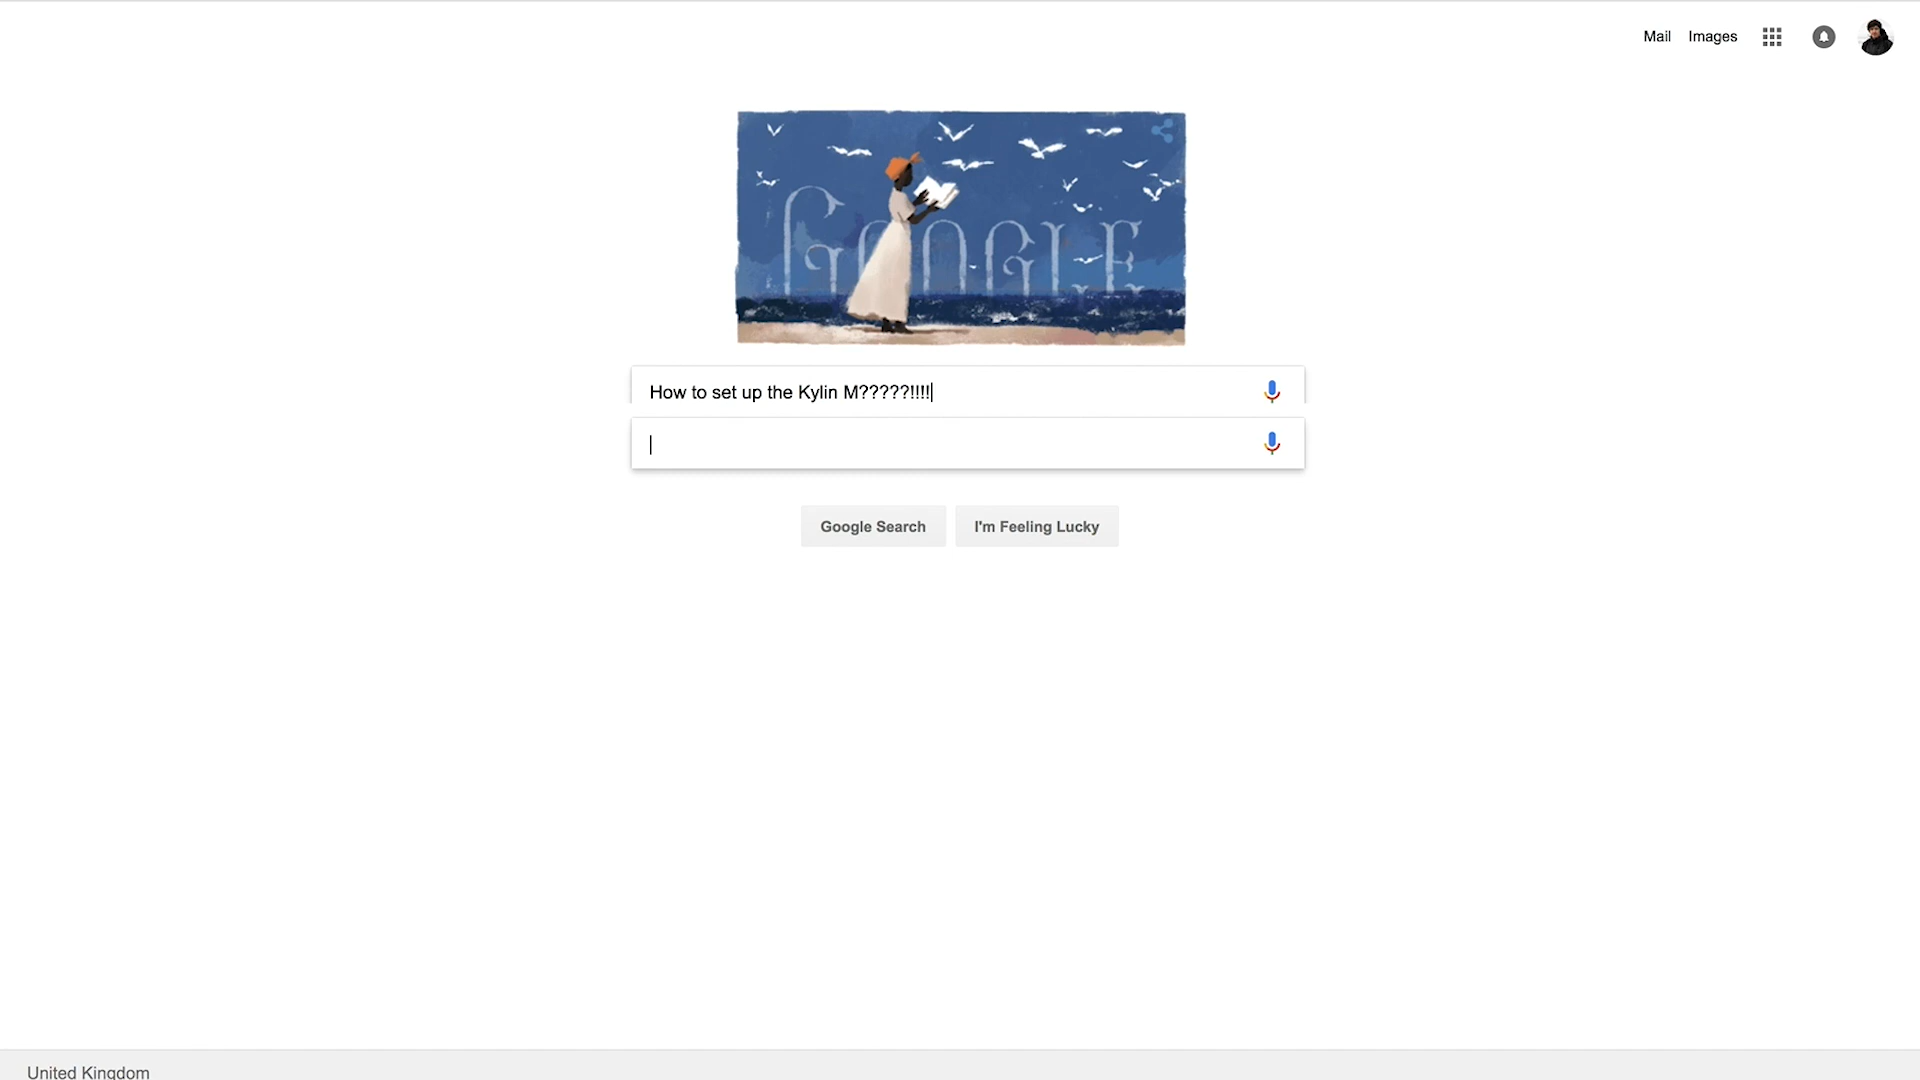 Mail Images
GOOGLE
How to set up the Kylin M?????!!!!
Google Search I'm Feeling Lucky
United Kingdom